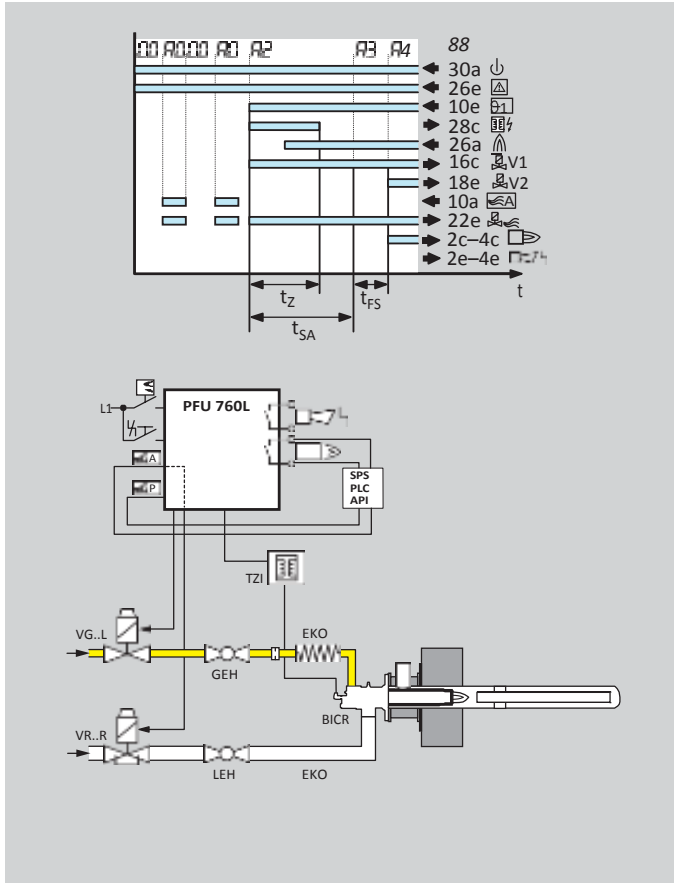 00 A0 00 A0 A2 A3 A4 88
30a
26e
10e ϑ1
28c
26a
16c V1
18e V2
10a A
22e
2c–4c
2e–4e
t
tZ tFS
tSA
L1
PFU 760L
A
P
SPS
PLC
API
TZI
VG..L
EKO
GEH
BICR
VR..R
LEH EKO